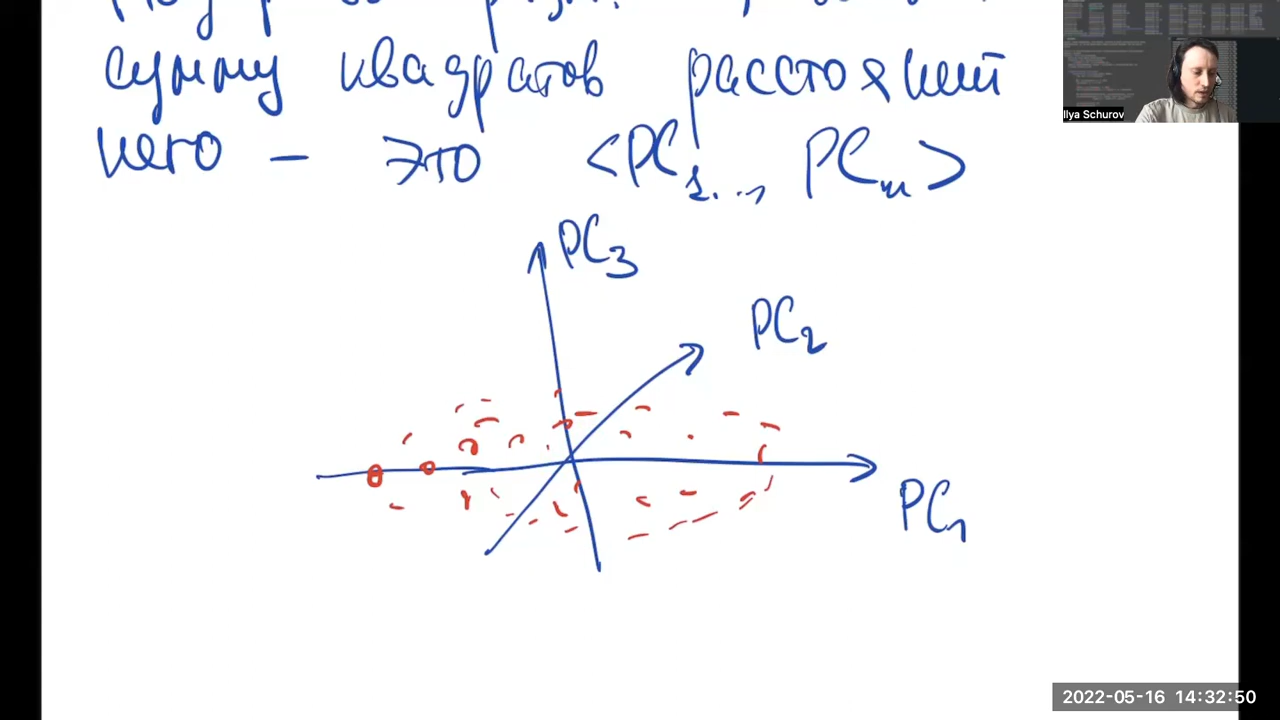 сумму квадратов расстояний
него – это <PC₁..., PCₘ>
PC₃
PC₂
PC₁
Ilya Schurov
2022-05-16 14:32:50